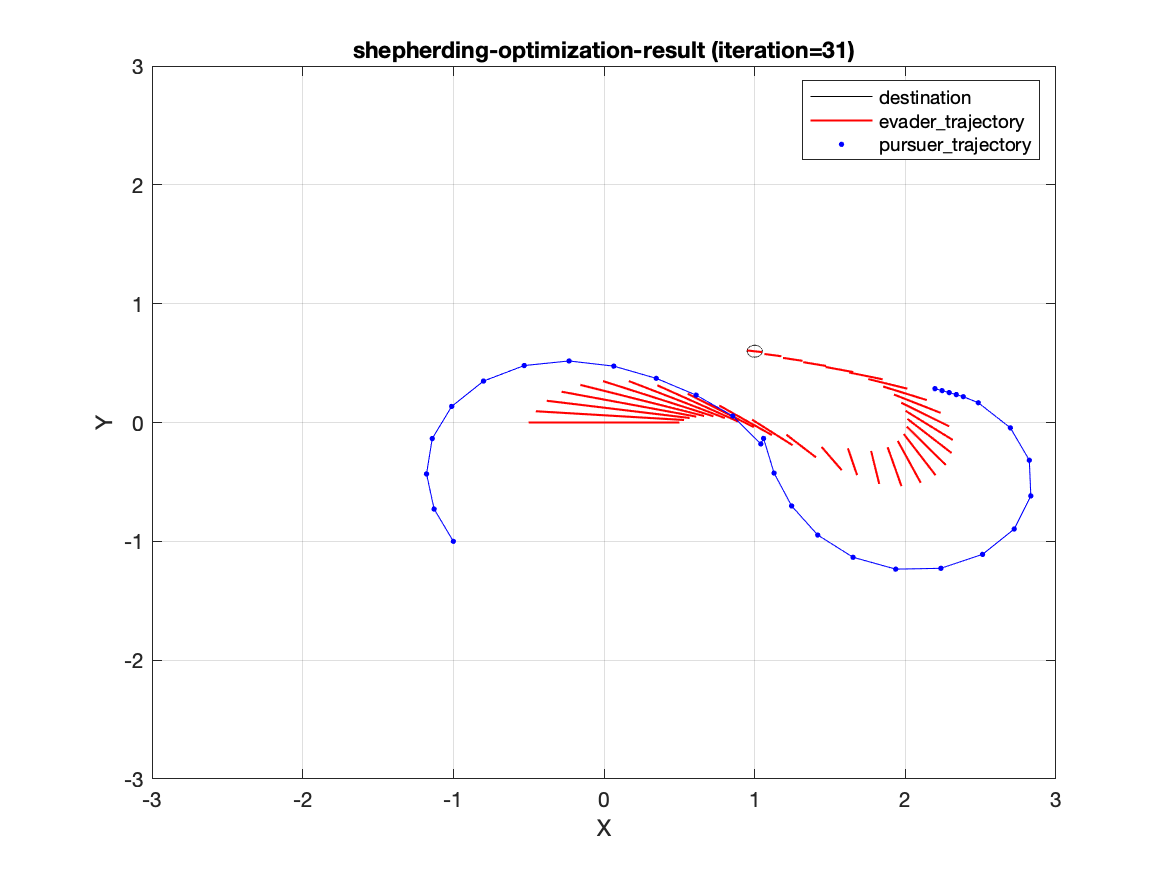 shepherding-optimization-result (iteration=31)
destination
evader_trajectory
pursuer_trajectory
3
2
1
0
-1
-2
-3
Y
-3 -2 -1 0 1 2 3
X